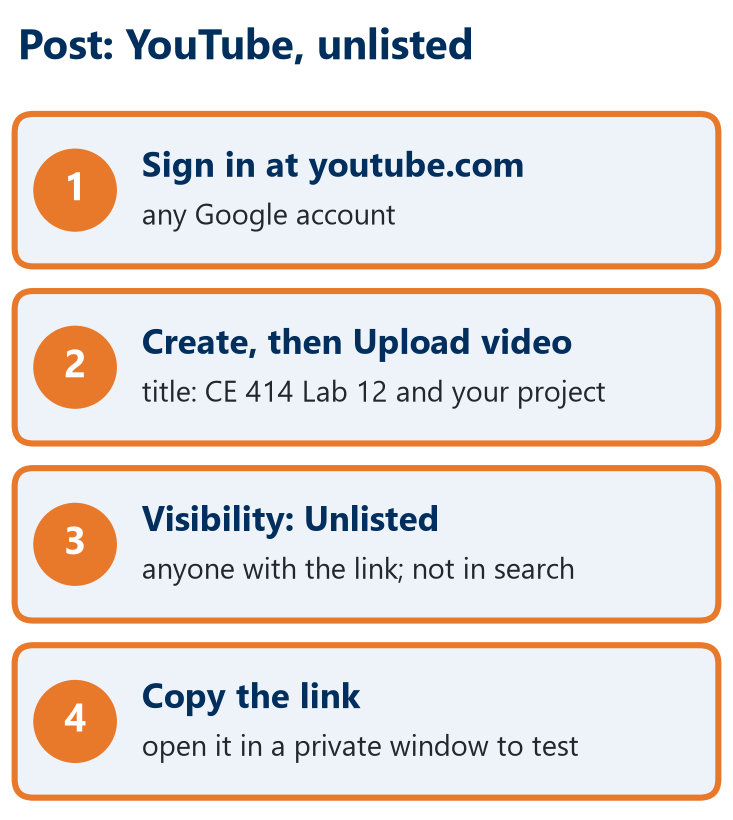 Post: YouTube, unlisted
1
Sign in at youtube.com
any Google account
2
Create, then Upload video
title: CE 414 Lab 12 and your project
3
Visibility: Unlisted
anyone with the link; not in search
4
Copy the link
open it in a private window to test